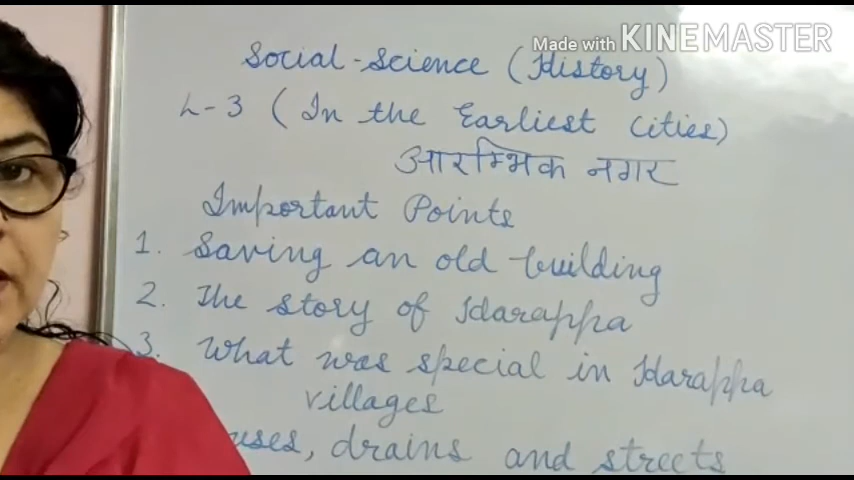 Made with KINEMASTER
Social-Science (History)
L-3 (In the Earliest Cities)
आरम्भिक नगर
Important Points
1. Saving an old building
2. The story of Harappa
3. What was special in Harappa
villages
, drains and streets